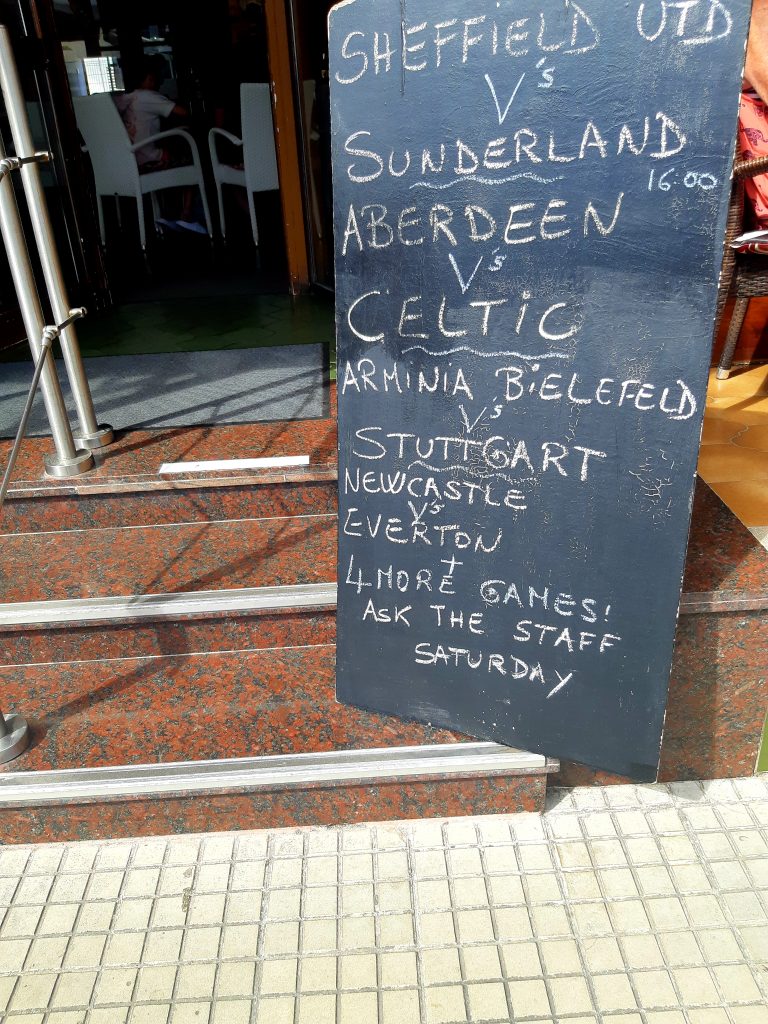 SHEFFIELD UTD
V's
SUNDERLAND
16:00
ABERDEEN
V's
CELTIC
ARMINIA BiELEFELD
V's
STUTTGART
NEWCASTLE
V's
EVERTON
+
4 MORE GAMES!
ASK THE STAFF
SATURDAY